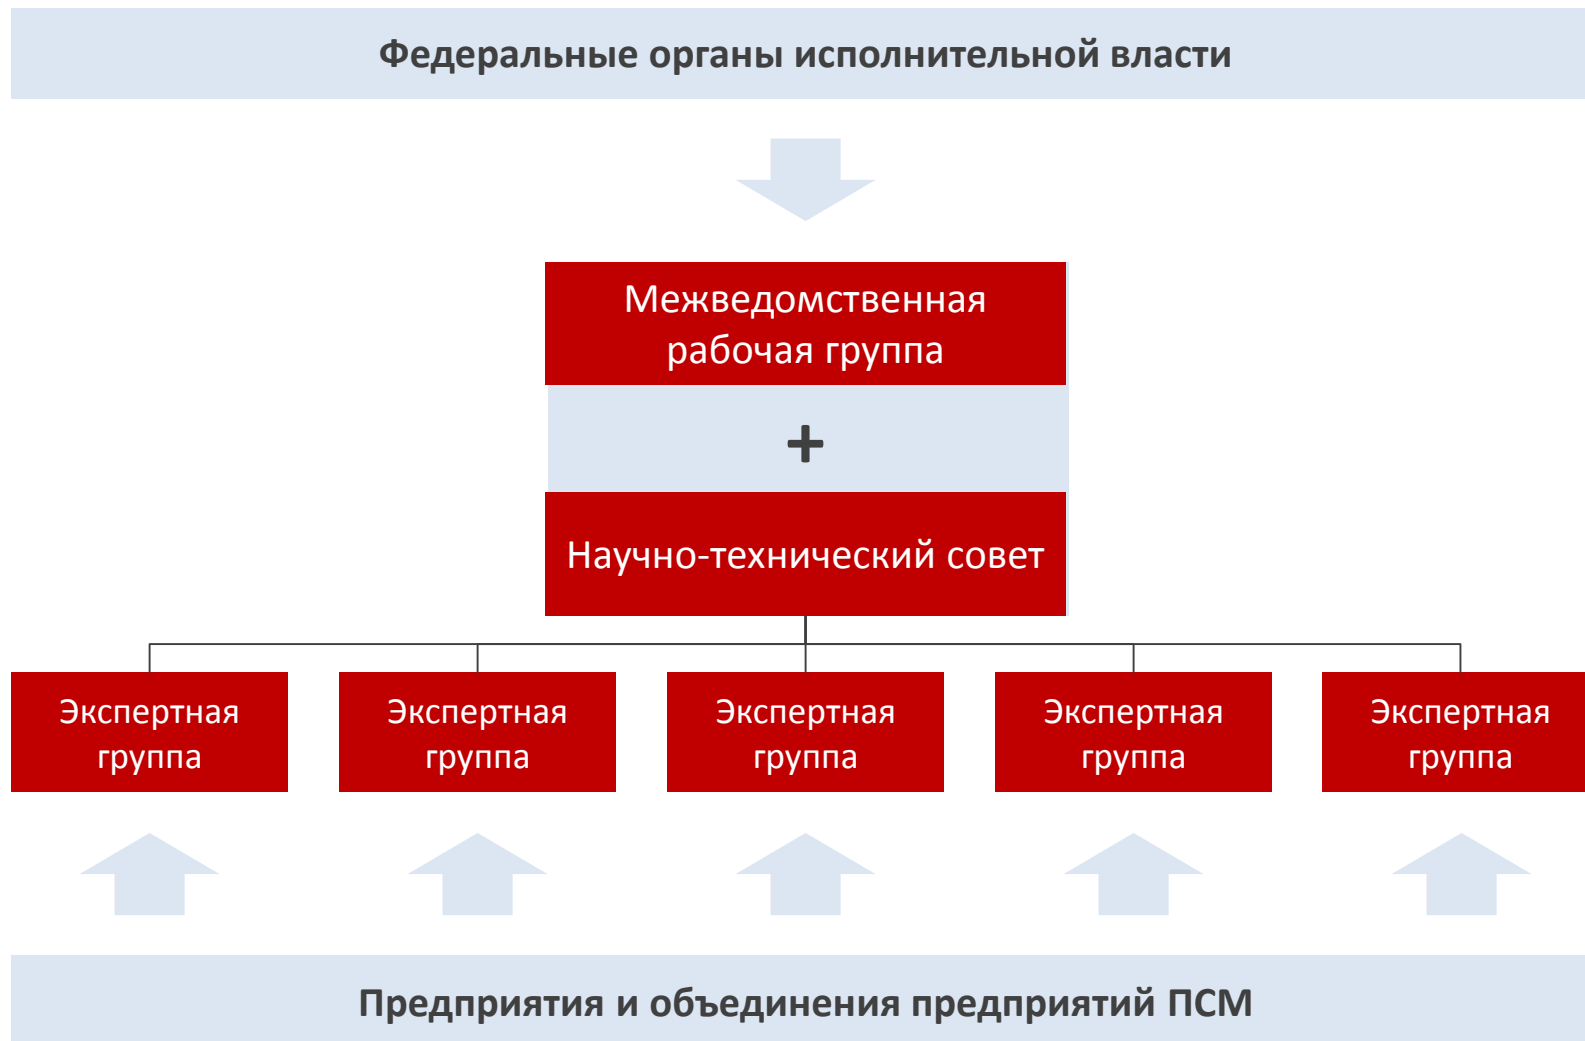 Федеральные органы исполнительной власти
Межведомственная
рабочая группа
+
Научно-технический совет
Экспертная
группа
Экспертная
группа
Экспертная
группа
Экспертная
группа
Экспертная
группа
Предприятия и объединения предприятий ПСМ